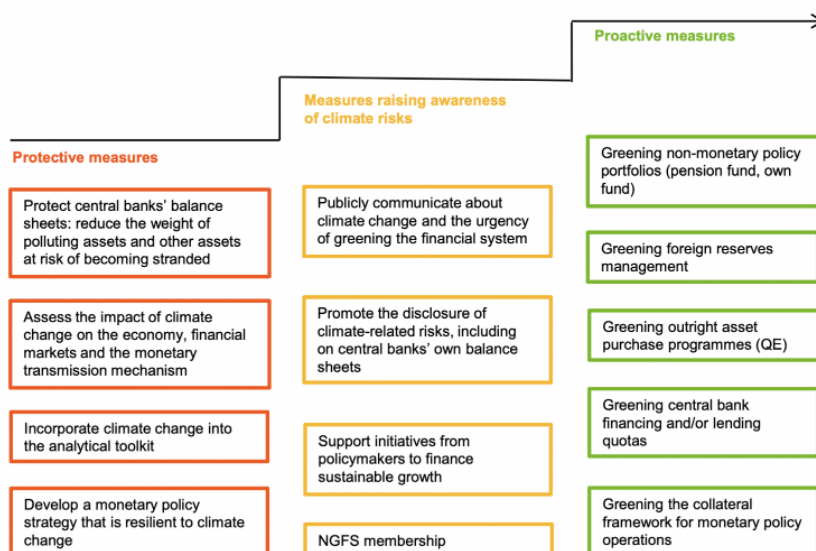 Proactive measures
Measures raising awareness
of climate risks
Protective measures
Protect central banks' balance
sheets: reduce the weight of
polluting assets and other assets
at risk of becoming stranded
Assess the impact of climate
change on the economy, financial
markets and the monetary
transmission mechanism
Incorporate climate change into
the analytical toolkit
Develop a monetary policy
strategy that is resilient to climate
change
Publicly communicate about
climate change and the urgency
of greening the financial system
Promote the disclosure of
climate-related risks, including
on central banks' own balance
sheets
Support initiatives from
policymakers to finance
sustainable growth
NGFS membership
Greening non-monetary policy
portfolios (pension fund, own
fund)
Greening foreign reserves
management
Greening outright asset
purchase programmes (QE)
Greening central bank
financing and/or lending
quotas
Greening the collateral
framework for monetary policy
operations